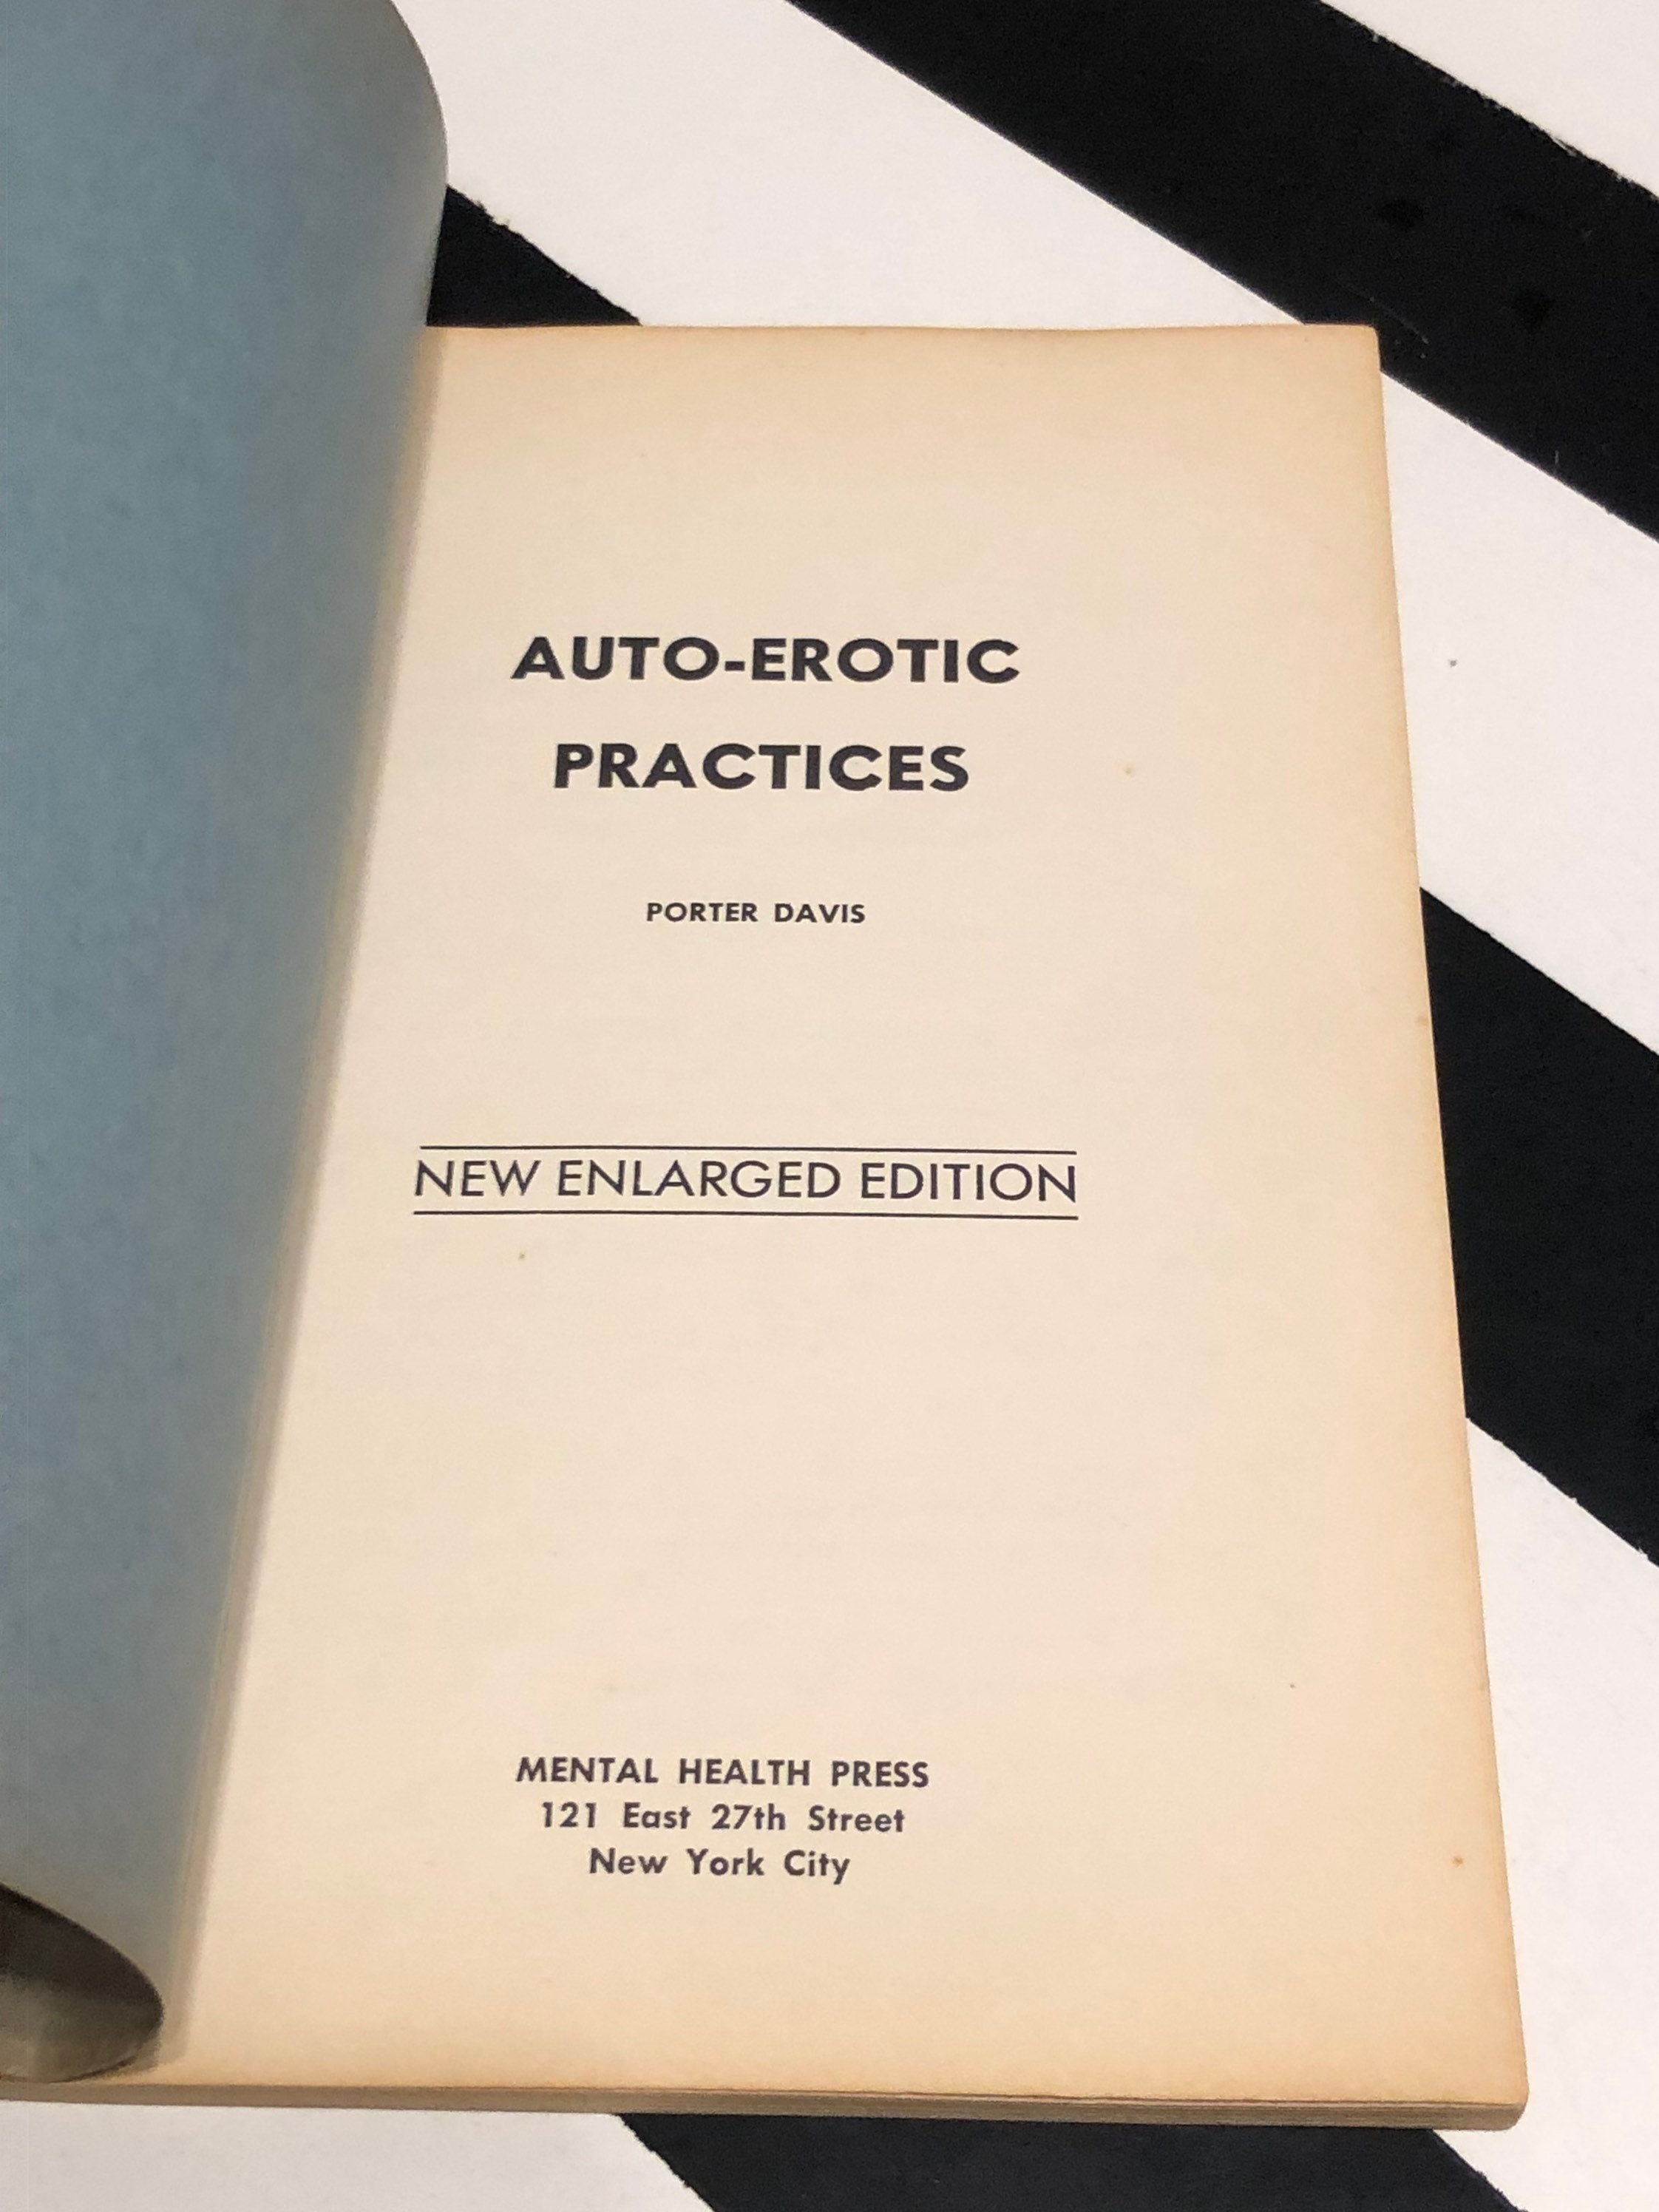 AUTO-EROTIC
PRACTICES
PORTER DAVIS
NEW ENLARGED EDITION
MENTAL HEALTH PRESS
121 East 27th Street
New York City